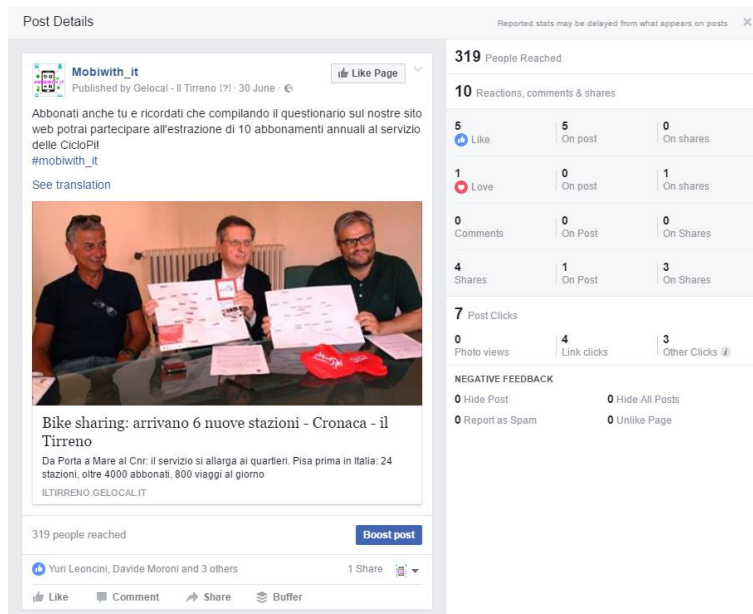 Post Details
Reported stats may be delayed from what appears on posts
Mobiwith_it
Published by Gelocal - Il Tirreno [?] · 30 June ·
Like Page
Abbonati anche tu e ricordati che compilando il questionario sul nostre sito
web potrai partecipare all'estrazione di 10 abbonamenti annuali al servizio
delle CicloPi!
#mobiwith_it
See translation
Bike sharing: arrivano 6 nuove stazioni - Cronaca - il
Tirreno
Da Porta a Mare al Cnr: il servizio si allarga ai quartieri. Pisa prima in Italia: 24
stazioni, oltre 4000 abbonati, 800 viaggi al giorno
ILTIRRENO.GELOCAL.IT
319 people reached
Boost post
Yuri Leoncini, Davide Moroni and 3 others
1 Share
Like Comment Share Buffer
319 People Reached
10 Reactions, comments & shares
5 5 0
Like On post On shares
1 0 1
Love On post On shares
0 0 0
Comments On Post On Shares
4 1 3
Shares On Post On Shares
7 Post Clicks
0 4 3
Photo views Link clicks Other Clicks i
NEGATIVE FEEDBACK
0 Hide Post 0 Hide All Posts
0 Report as Spam 0 Unlike Page